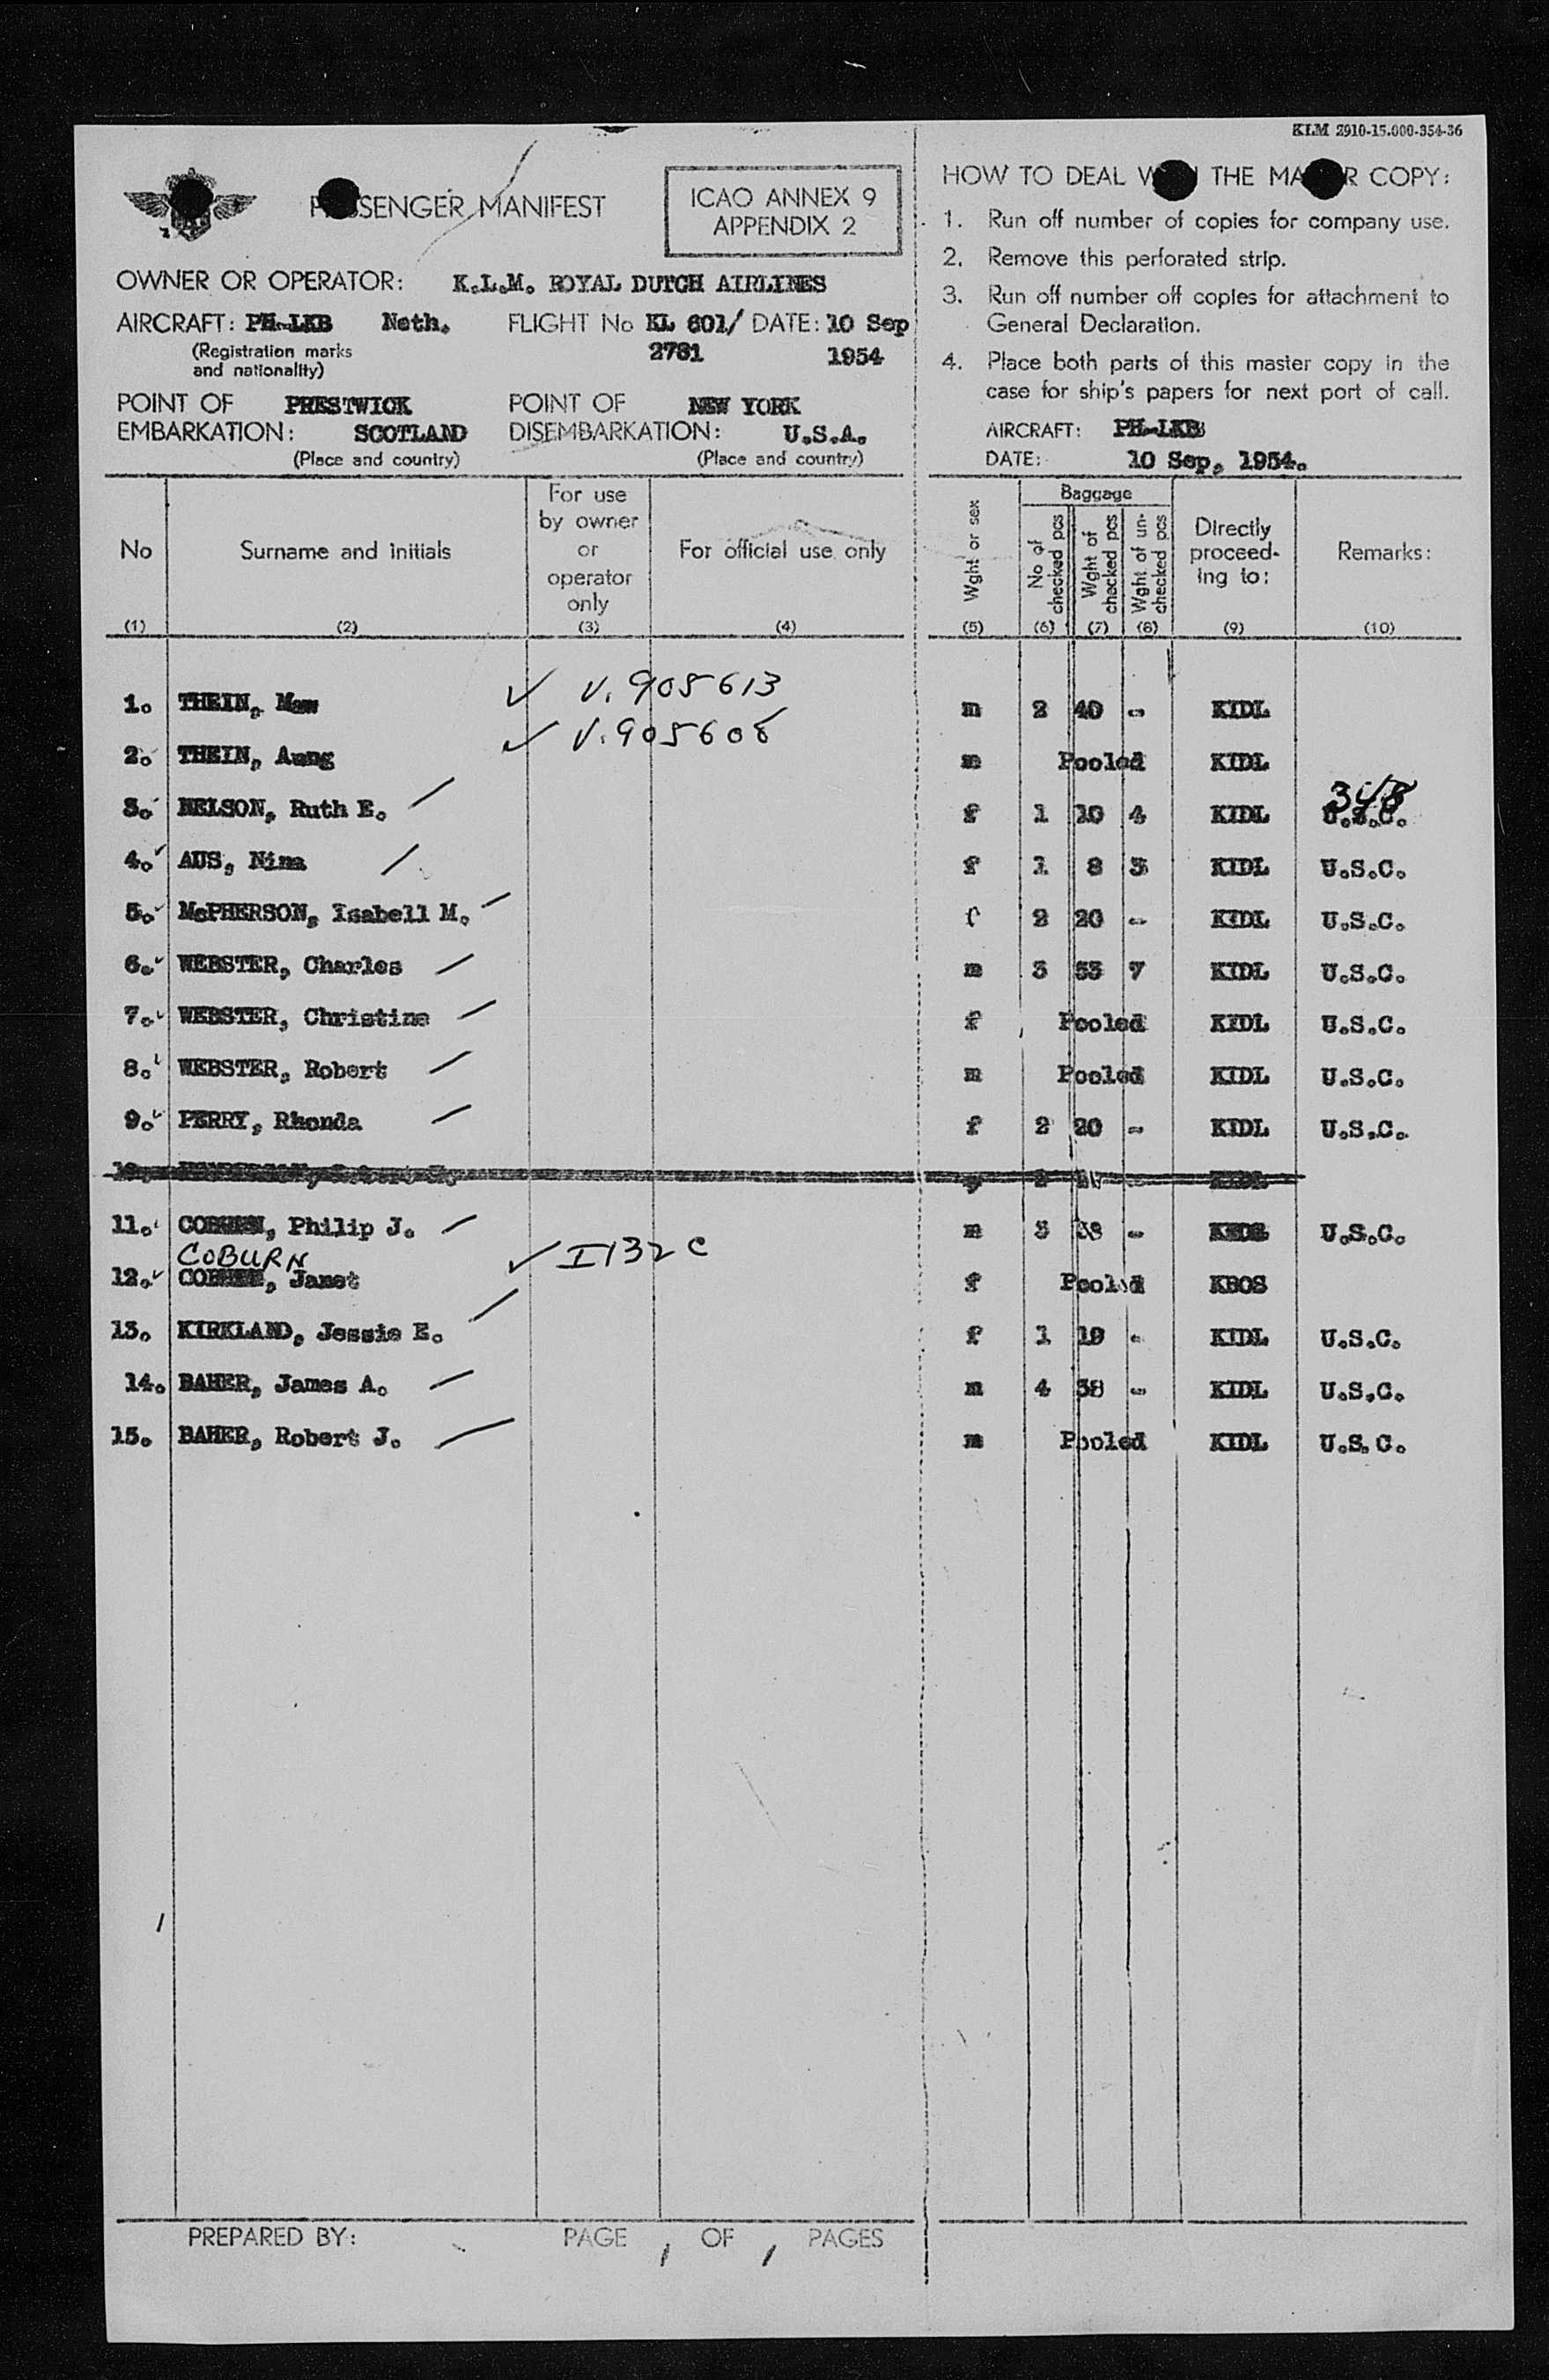 KLM 2910-15.000-354-36
SENGER MANIFEST
ICAO ANNEX 9
APPENDIX 2
OWNER OR OPERATOR: K.L.M. ROYAL DUTCH AIRLINES
AIRCRAFT: PH-LKB Neth. FLIGHT No KL 601/ DATE: 10 Sep
(Registration marks 2781 1954
and nationality)
POINT OF PRESTWICK POINT OF NEW YORK
EMBARKATION: SCOTLAND DISEMBARKATION: U.S.A.
(Place and country) (Place and country)
HOW TO DEAL THE COPY:
1. Run off number of copies for company use.
2. Remove this perforated strip.
3. Run off number off copies for attachment to
General Declaration.
4. Place both parts of this master copy in the
case for ship's papers for next port of call.
AIRCRAFT: PH-LKB
DATE: 10 Sep, 1954.
No
Surname and initials
For use
by owner
or
operator
only
For official use only
Wght or sex
Baggage
No of
checked pcs
Wght of
checked pcs
Wght of un-
checked pcs
Directly
proceed-
ing to:
Remarks:
(1) (2) (3) (4) (5) (6) (7) (8) (9) (10)
1. THEIN, Maw ✓ V. 905613 m 2 40 - KIDL
2. THEIN, Aung ✓ V. 905608 m Pooled KIDL
348
3. NELSON, Ruth E. f 1 10 4 KIDL U.S.C.
4. AUS, Nina f 1 8 3 KIDL U.S.C.
5. McPHERSON, Isabell M. f 2 20 - KIDL U.S.C.
6. WEBSTER, Charles m 3 53 7 KIDL U.S.C.
7. WEBSTER, Christine f Pooled KIDL U.S.C.
8. WEBSTER, Robert m Pooled KIDL U.S.C.
9. PERRY, Rhonda f 2 20 - KIDL U.S.C.
10. KIDL
11. Philip J. m 3 38 - U.S.C.
COBURN ✓ I132 C
12. Janet f Pooled KBOS
13. KIRKLAND, Jessie E. f 1 19 - KIDL U.S.C.
14. BAHER, James A. m 4 38 - KIDL U.S.C.
15. BAHER, Robert J. m Pooled KIDL U.S.C.
PREPARED BY: PAGE 1 OF 1 PAGES